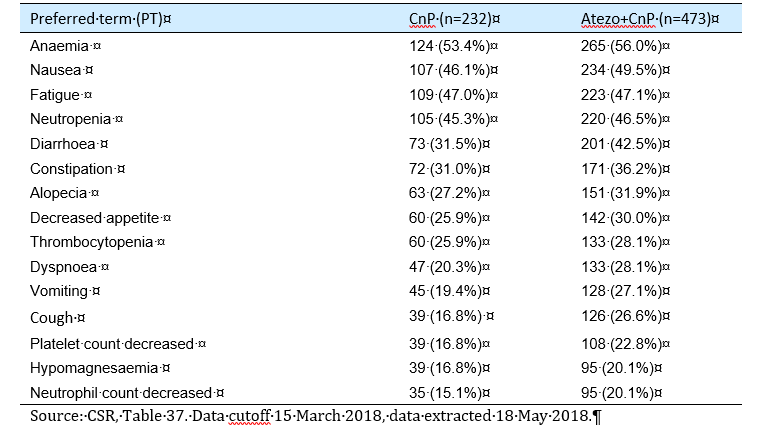 Preferred·term·(PT)¤ CnP·(n=232)¤ Atezo+CnP·(n=473)¤
Anaemia·¤ 124·(53.4%)¤ 265·(56.0%)¤
Nausea·¤ 107·(46.1%)¤ 234·(49.5%)¤
Fatigue·¤ 109·(47.0%)¤ 223·(47.1%)¤
Neutropenia·¤ 105·(45.3%)¤ 220·(46.5%)¤
Diarrhoea·¤ 73·(31.5%)¤ 201·(42.5%)¤
Constipation·¤ 72·(31.0%)¤ 171·(36.2%)¤
Alopecia·¤ 63·(27.2%)¤ 151·(31.9%)¤
Decreased·appetite·¤ 60·(25.9%)¤ 142·(30.0%)¤
Thrombocytopenia·¤ 60·(25.9%)¤ 133·(28.1%)¤
Dyspnoea·¤ 47·(20.3%)¤ 133·(28.1%)¤
Vomiting·¤ 45·(19.4%)¤ 128·(27.1%)¤
Cough·¤ 39·(16.8%)·¤ 126·(26.6%)¤
Platelet·count·decreased·¤ 39·(16.8%)¤ 108·(22.8%)¤
Hypomagnesaemia·¤ 39·(16.8%)¤ 95·(20.1%)¤
Neutrophil·count·decreased·¤ 35·(15.1%)¤ 95·(20.1%)¤
Source:·CSR,·Table·37.·Data·cutoff·15·March·2018,·data·extracted·18·May·2018.¶